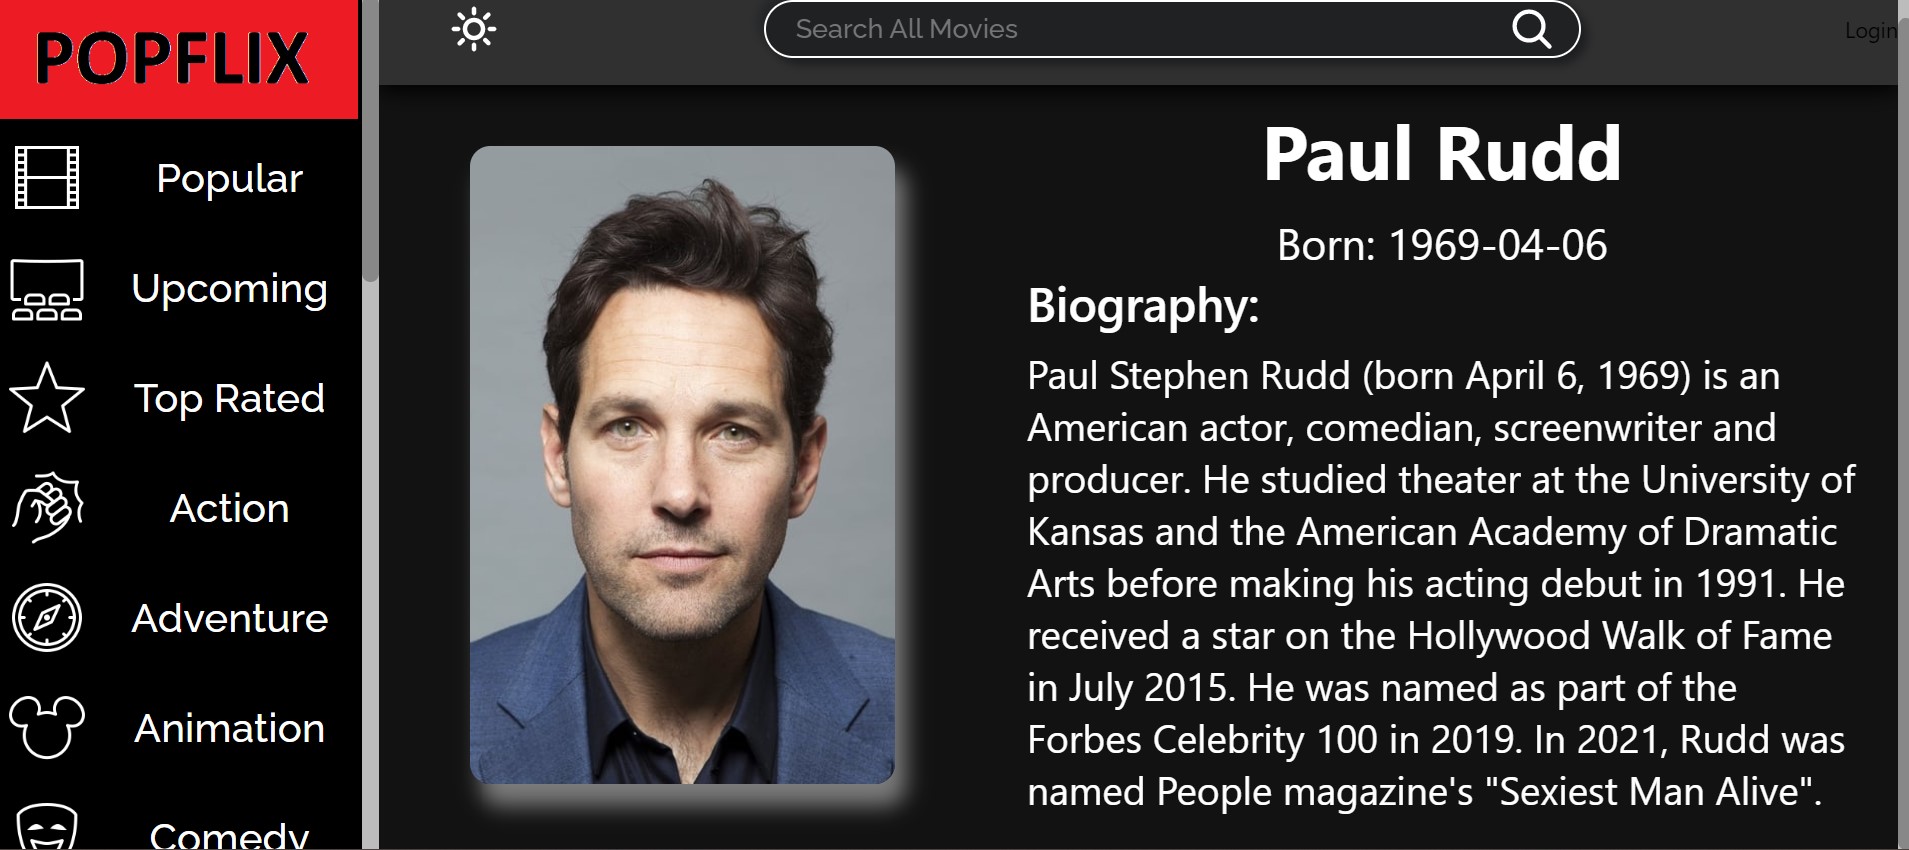 POPFLIX
Popular
Upcoming
Top Rated
Action
Adventure
Animation
Comedy
Search All Movies
Login
Paul Rudd
Born: 1969-04-06
Biography:
Paul Stephen Rudd (born April 6, 1969) is an
American actor, comedian, screenwriter and
producer. He studied theater at the University of
Kansas and the American Academy of Dramatic
Arts before making his acting debut in 1991. He
received a star on the Hollywood Walk of Fame
in July 2015. He was named as part of the
Forbes Celebrity 100 in 2019. In 2021, Rudd was
named People magazine's "Sexiest Man Alive".